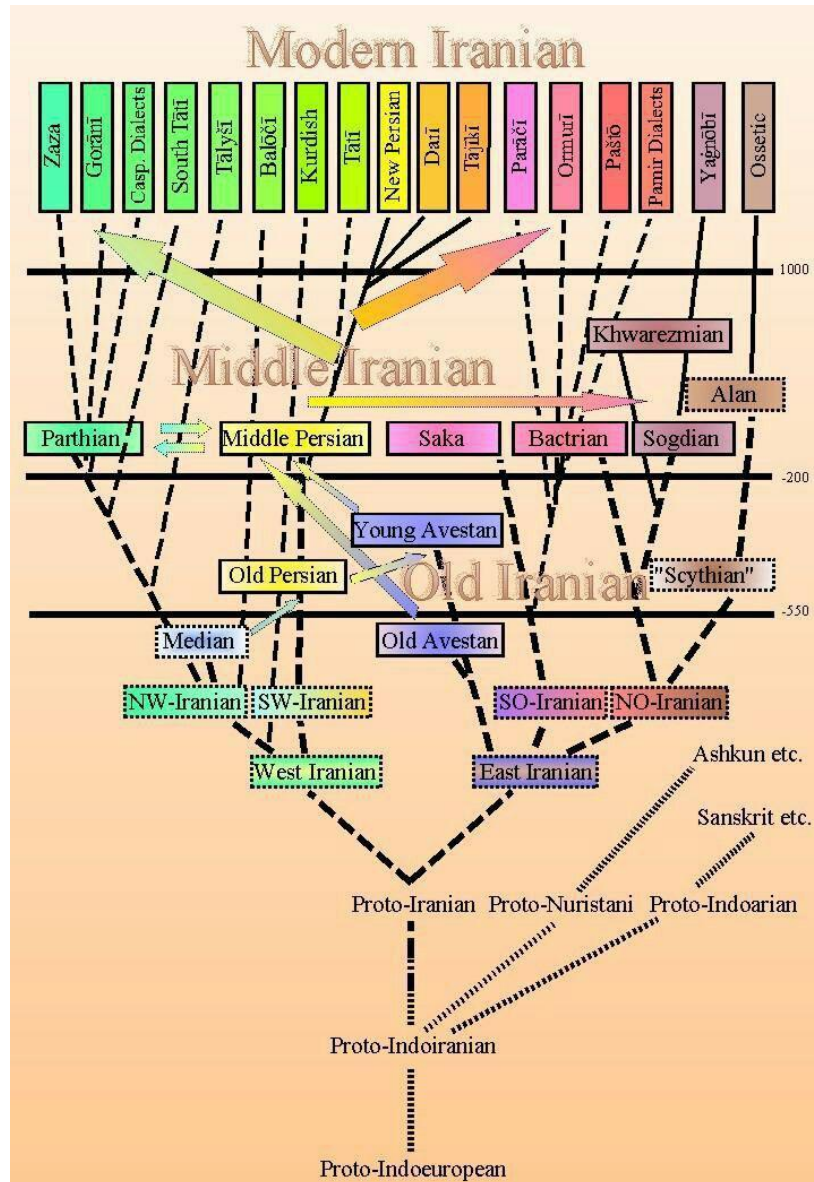 Modern Iranian
Zaza
Gorānī
Casp. Dialects
South Tātī
Tālyšī
Balōčī
Kurdish
Tātī
New Persian
Darī
Tājīkī
Parāčī
Ormurī
Paštō
Pamir Dialects
Yaġnōbī
Ossetic
1000
Khwarezmian
Middle Iranian
Alan
Parthian
Middle Persian
Saka
Bactrian
Sogdian
-200
Young Avestan
Old Persian
Old Iranian
"Scythian"
-550
Median
Old Avestan
NW-Iranian
SW-Iranian
SO-Iranian
NO-Iranian
West Iranian
East Iranian
Ashkun etc.
Sanskrit etc.
Proto-Iranian
Proto-Nuristani
Proto-Indoarian
Proto-Indoiranian
Proto-Indoeuropean